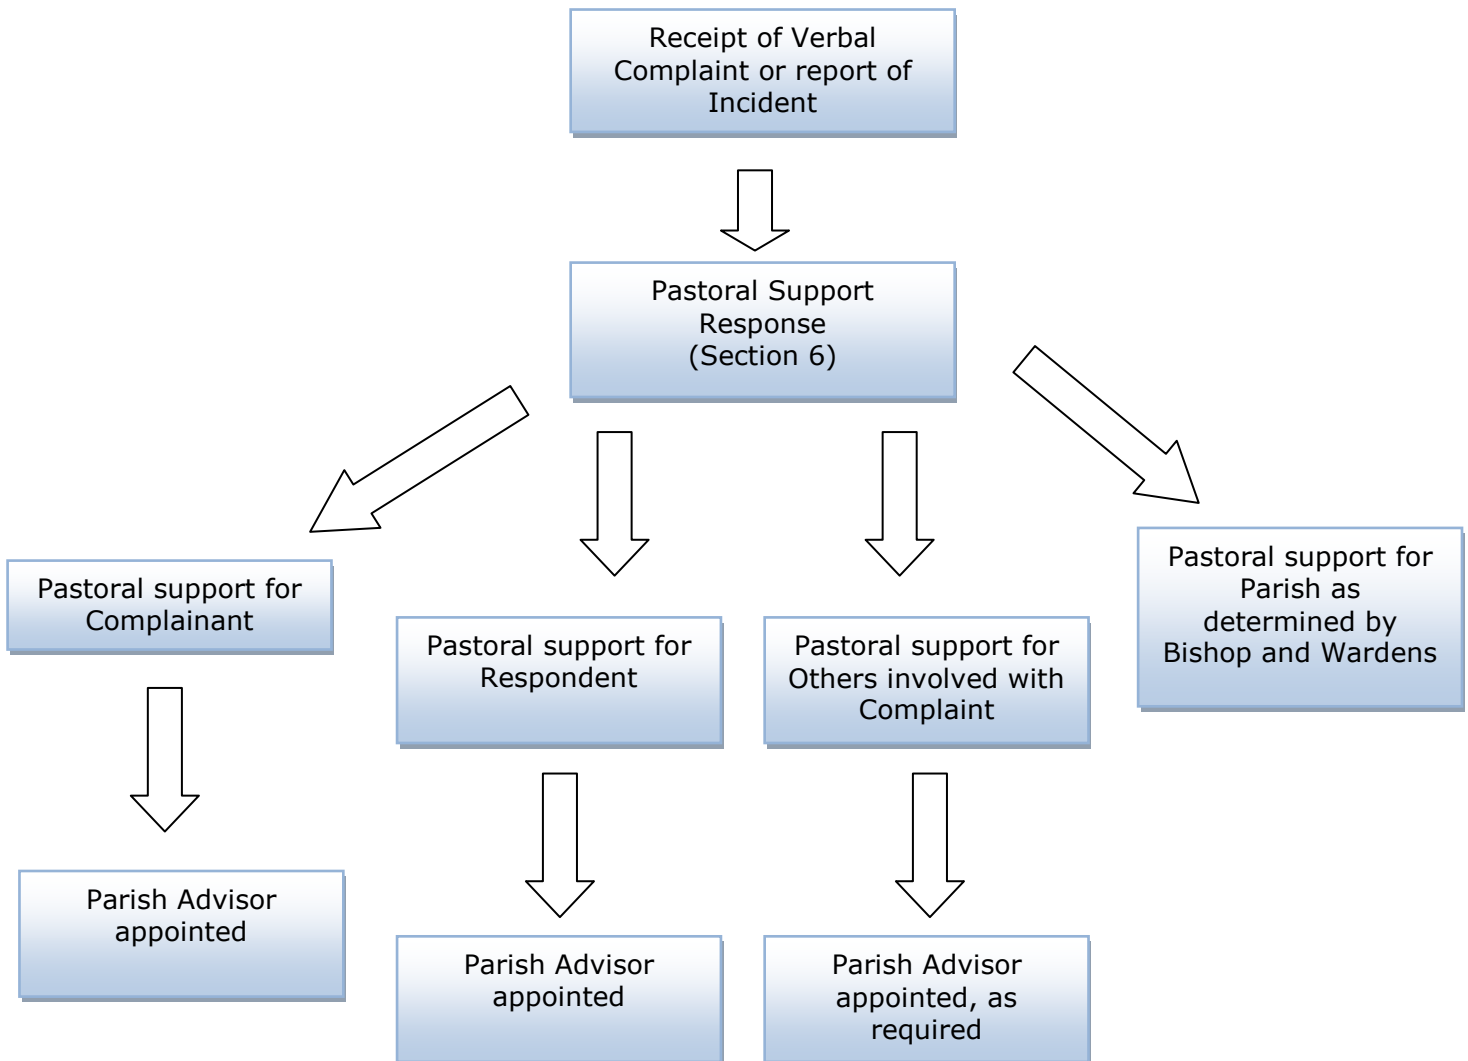 Receipt of Verbal
Complaint or report of
Incident
Pastoral Support
Response
(Section 6)
Pastoral support for
Complainant
Pastoral support for
Respondent
Pastoral support for
Others involved with
Complaint
Pastoral support for
Parish as
determined by
Bishop and Wardens
Parish Advisor
appointed
Parish Advisor
appointed
Parish Advisor
appointed, as
required